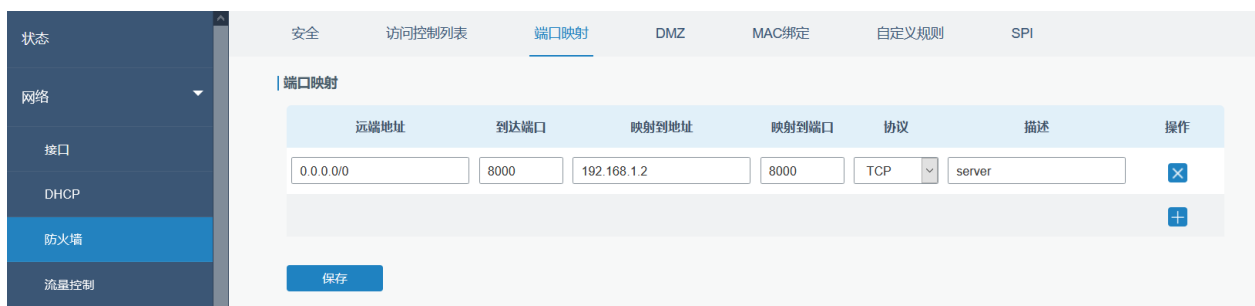 状态
网络
接口
DHCP
防火墙
流量控制
安全 访问控制列表 端口映射 DMZ MAC绑定 自定义规则 SPI
端口映射
远端地址 到达端口 映射到地址 映射到端口 协议 描述 操作
0.0.0.0/0 8000 192.168.1.2 8000 TCP server
保存